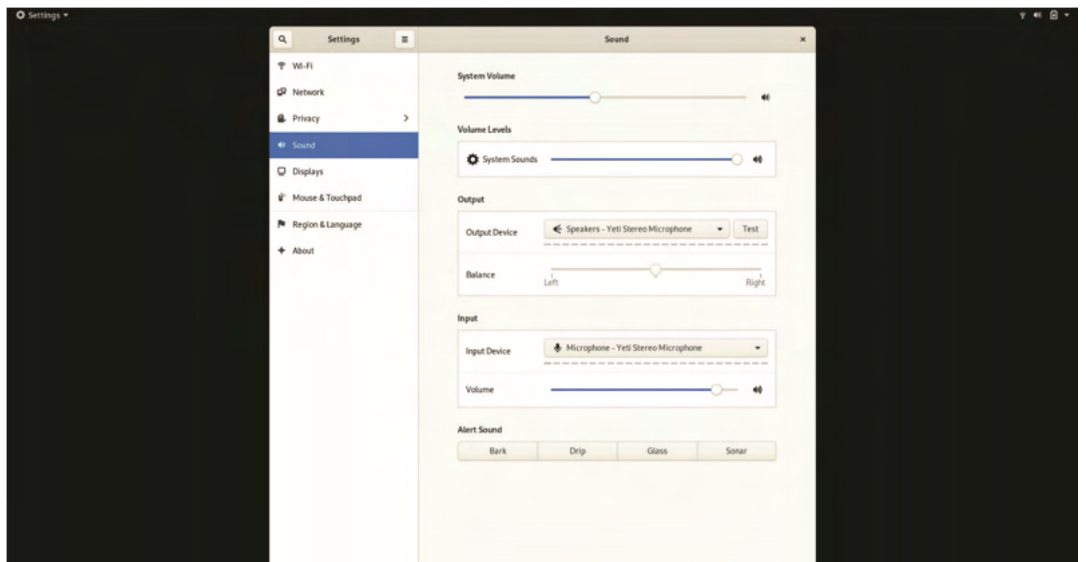 Settings
Settings
Sound
Wi-Fi
Network
Privacy
Sound
Displays
Mouse & Touchpad
Region & Language
About
System Volume
Volume Levels
System Sounds
Output
Output Device
Speakers - Yeti Stereo Microphone
Test
Balance
Left
Right
Input
Input Device
Microphone - Yeti Stereo Microphone
Volume
Alert Sound
Bark
Drip
Glass
Sonar